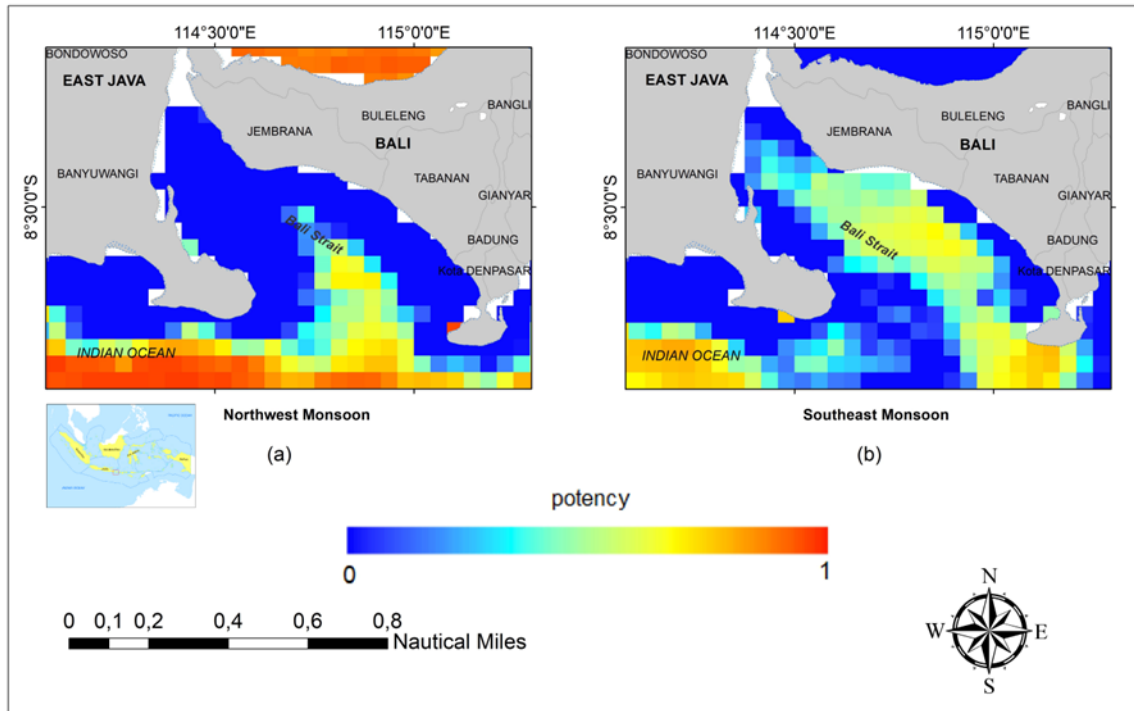 114°30'0"E 115°0'0"E
114°30'0"E 115°0'0"E
BONDOWOSO
EAST JAVA
BULELENG
BANGLI
JEMBRANA
BALI
BANYUWANGI
TABANAN
GIANYAR
8°30'0"S
Bali Strait
BADUNG
Kota DENPASAR
INDIAN OCEAN
Northwest Monsoon
(a)
BONDOWOSO
EAST JAVA
BULELENG
BANGLI
JEMBRANA
BALI
BANYUWANGI
TABANAN
GIANYAR
8°30'0"S
Bali Strait
BADUNG
Kota DENPASAR
INDIAN OCEAN
Southeast Monsoon
(b)
potency
0 1
0 0,1 0,2 0,4 0,6 0,8
Nautical Miles
N
W E
S